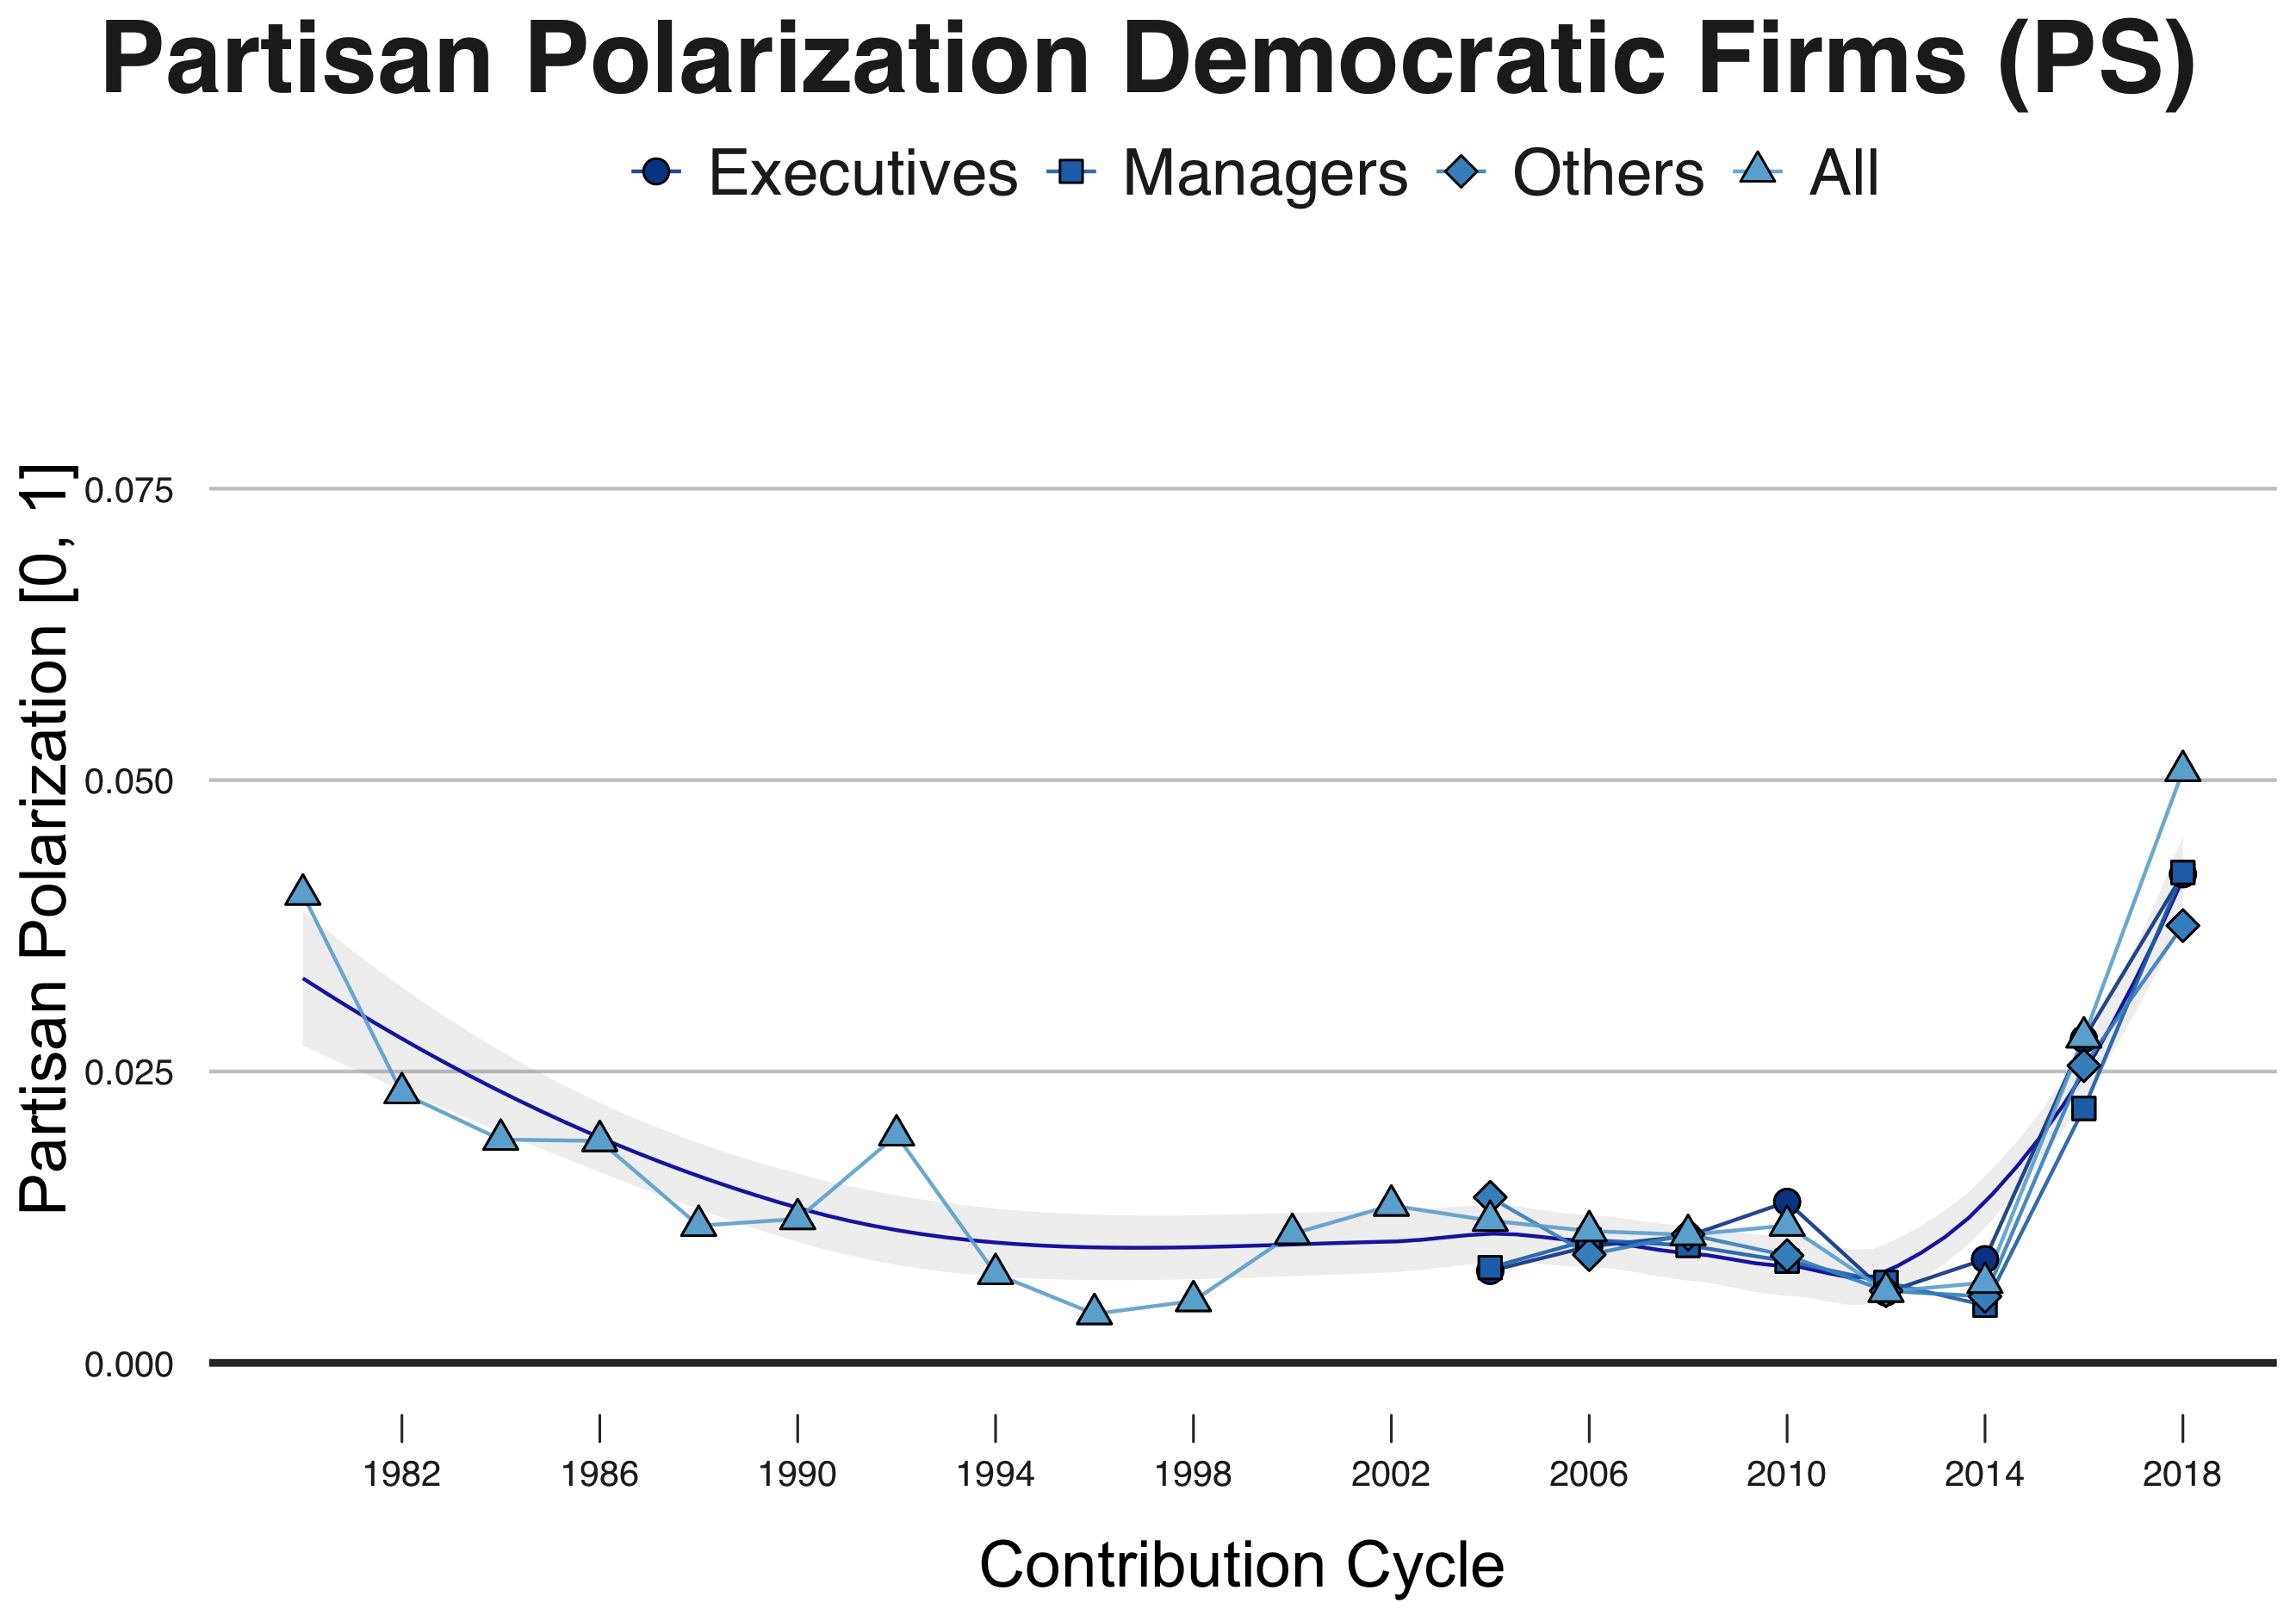 Partisan Polarization Democratic Firms (PS)
Executives Managers Others All
Partisan Polarization [0, 1]
0.075
0.050
0.025
0.000
1982 1986 1990 1994 1998 2002 2006 2010 2014 2018
Contribution Cycle